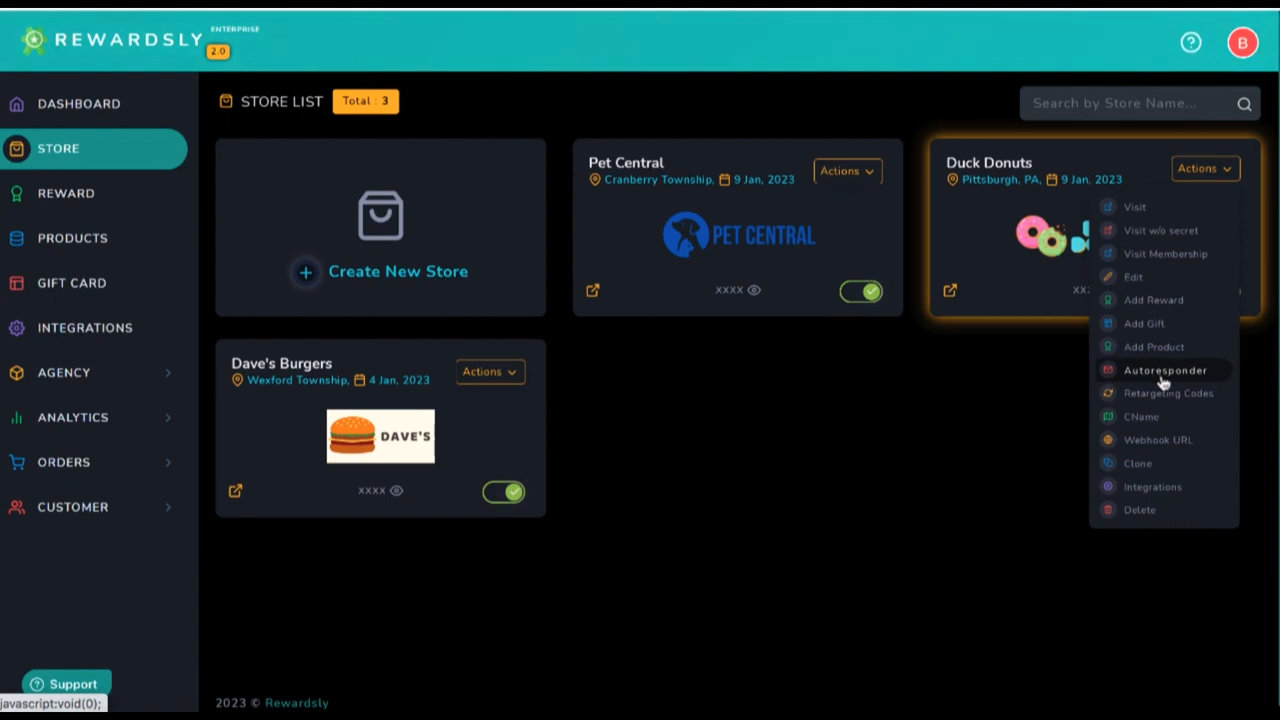 REWARDSLY
ENTERPRISE
2.0
B
DASHBOARD
STORE
REWARD
PRODUCTS
GIFT CARD
INTEGRATIONS
AGENCY
ANALYTICS
ORDERS
CUSTOMER
Support
javascript:void(0);
STORE LIST
Total : 3
Search by Store Name...
Create New Store
Pet Central
Cranberry Township, 9 Jan, 2023
Actions
PET CENTRAL
XXXX
Duck Donuts
Pittsburgh, PA, 9 Jan, 2023
Actions
Visit
Visit w/o secret
Visit Membership
Edit
Add Reward
Add Gift
Add Product
Autoresponder
Retargeting Codes
CName
Webhook URL
Clone
Integrations
Delete
Dave's Burgers
Wexford Township, 4 Jan, 2023
Actions
DAVE'S
XXXX
2023 © Rewardsly